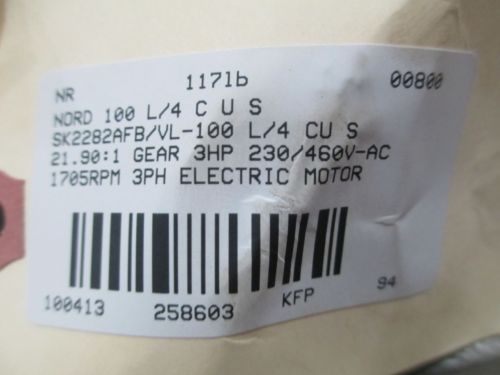 NR 117lb 00800
NORD 100 L/4 C U S
SK2282AFB/VL-100 L/4 CU S
21.90:1 GEAR 3HP 230/460V-AC
1705RPM 3PH ELECTRIC MOTOR
100413 258603 KFP 94